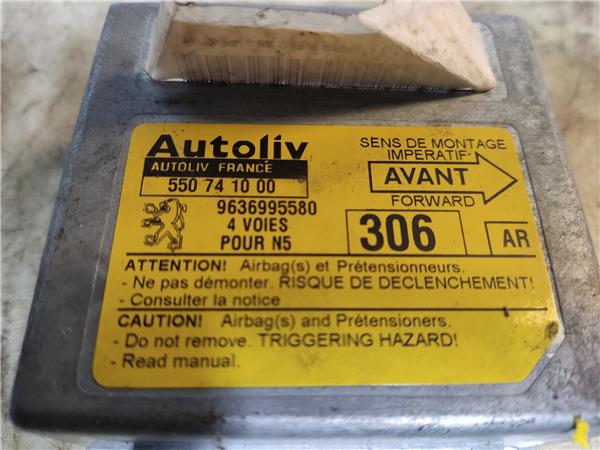 Autoliv
AUTOLIV FRANCE
550 74 10 00
9636995580
4 VOIES
POUR N5
SENS DE MONTAGE
IMPERATIF
AVANT
FORWARD
306
AR
ATTENTION! Airbag(s) et Prétensionneurs.
- Ne pas démonter. RISQUE DE DECLENCHEMENT!
- Consulter la notice
CAUTION! Airbag(s) and Prétensioners.
- Do not remove. TRIGGERING HAZARD!
- Read manual.